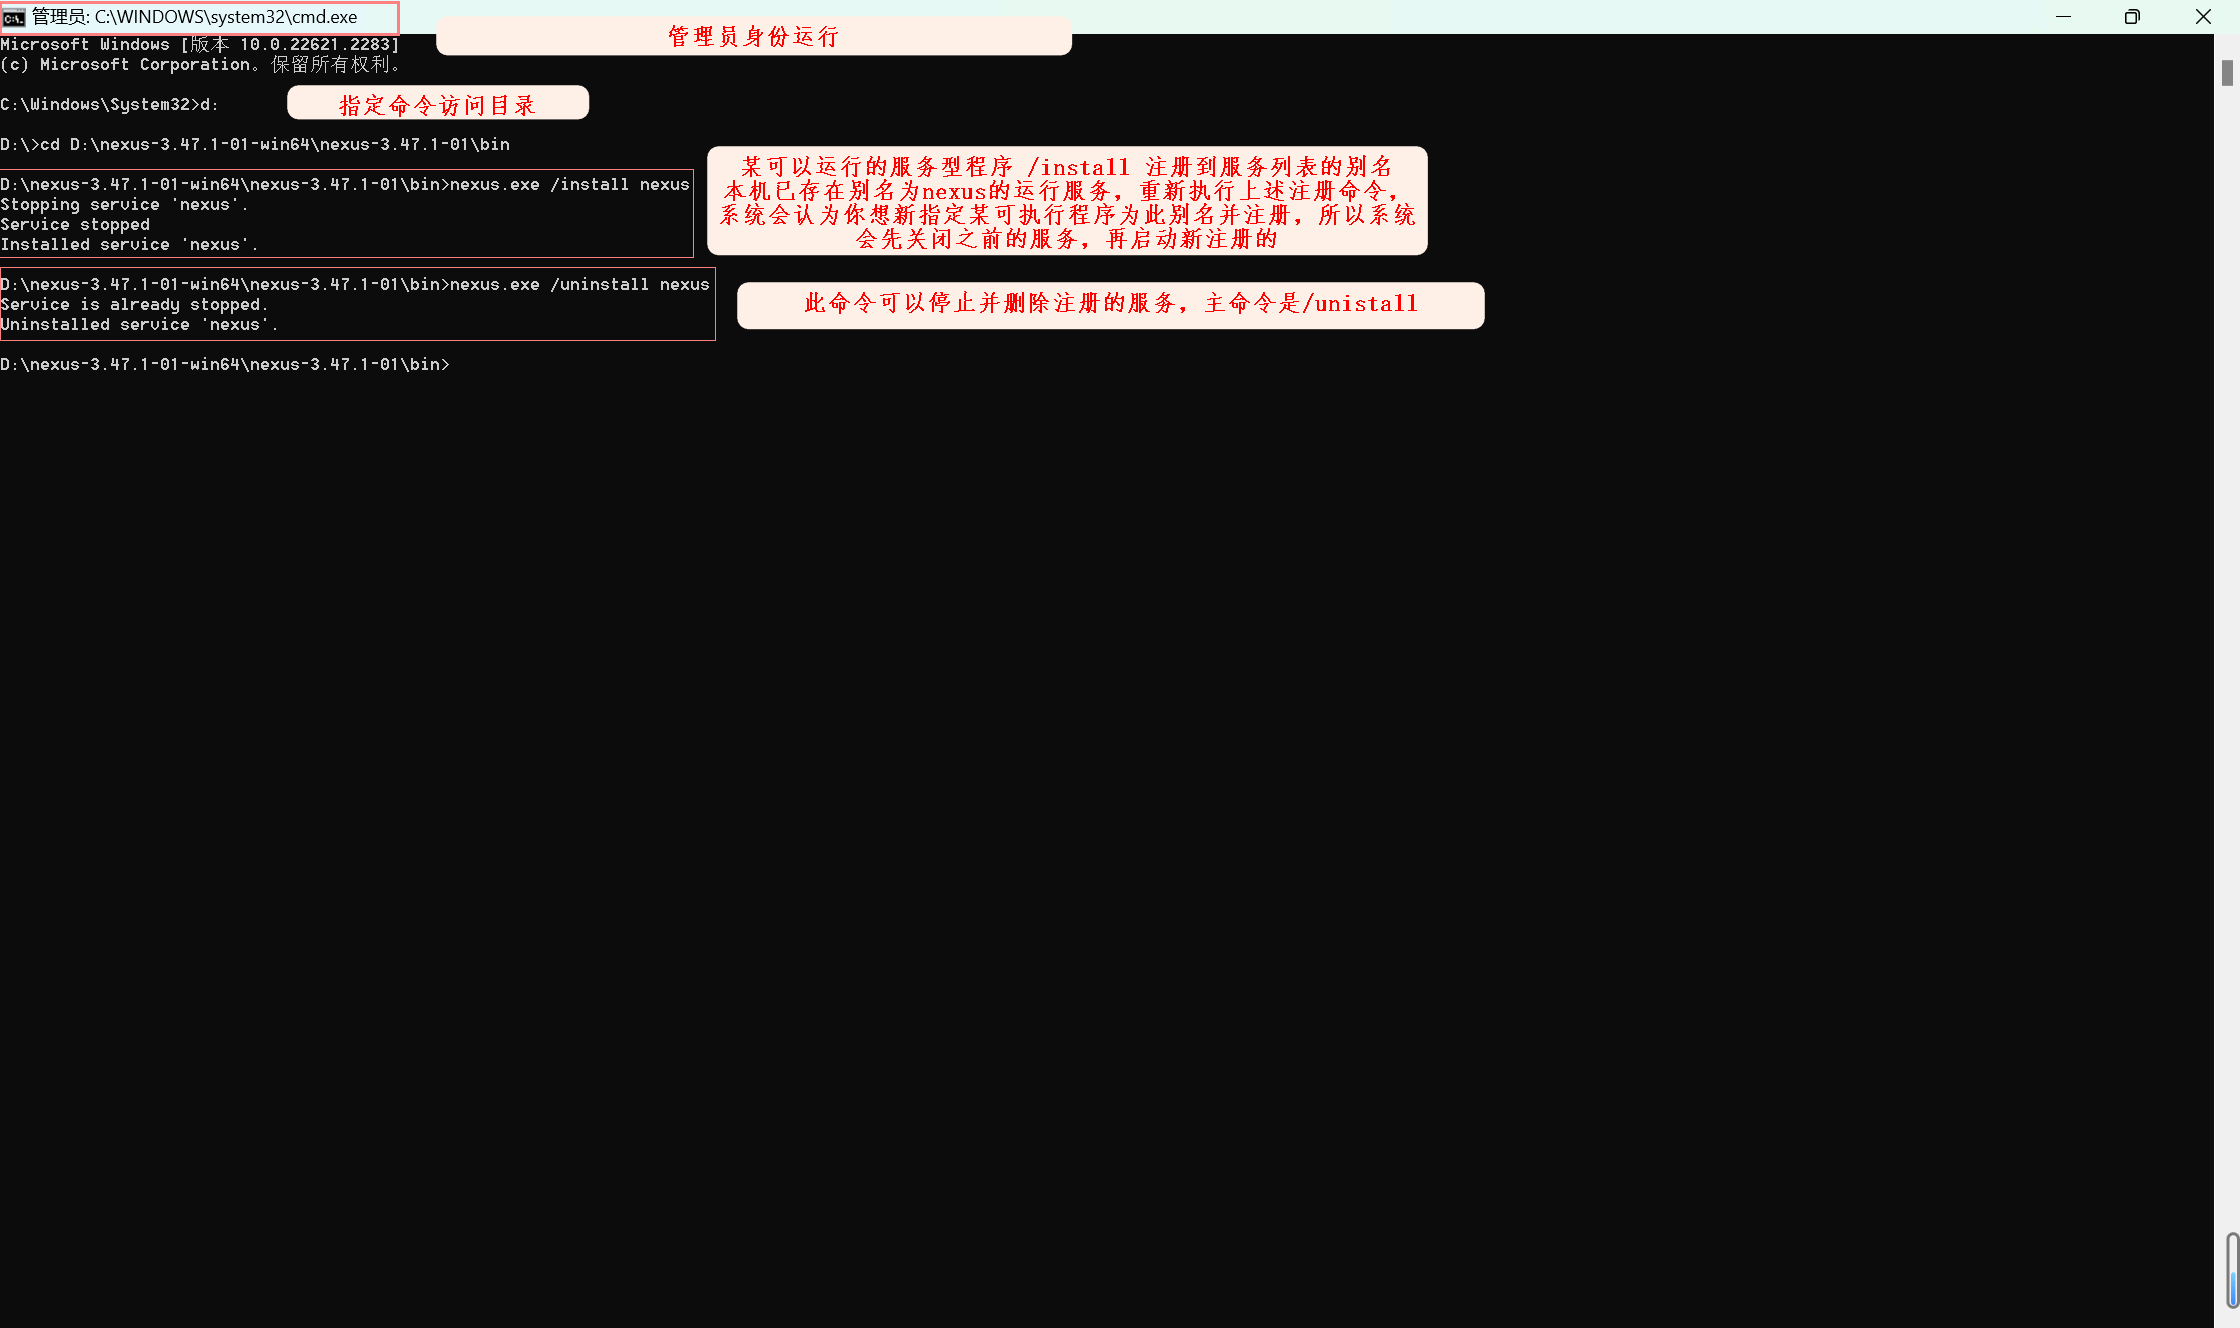 管理员: C:\WINDOWS\system32\cmd.exe
管理员身份运行
Microsoft Windows [版本 10.0.22621.2283]
(c) Microsoft Corporation。保留所有权利。
C:\Windows\System32>d:
指定命令访问目录
D:\>cd D:\nexus-3.47.1-01-win64\nexus-3.47.1-01\bin
D:\nexus-3.47.1-01-win64\nexus-3.47.1-01\bin>nexus.exe /install nexus
Stopping service 'nexus'.
Service stopped
Installed service 'nexus'.
某可以运行的服务型程序 /install 注册到服务列表的别名
本机已存在别名为nexus的运行服务，重新执行上述注册命令，
系统会认为你想新指定某可执行程序为此别名并注册，所以系统
会先关闭之前的服务，再启动新注册的
D:\nexus-3.47.1-01-win64\nexus-3.47.1-01\bin>nexus.exe /uninstall nexus
Service is already stopped.
Uninstalled service 'nexus'.
此命令可以停止并删除注册的服务，主命令是/unistall
D:\nexus-3.47.1-01-win64\nexus-3.47.1-01\bin>